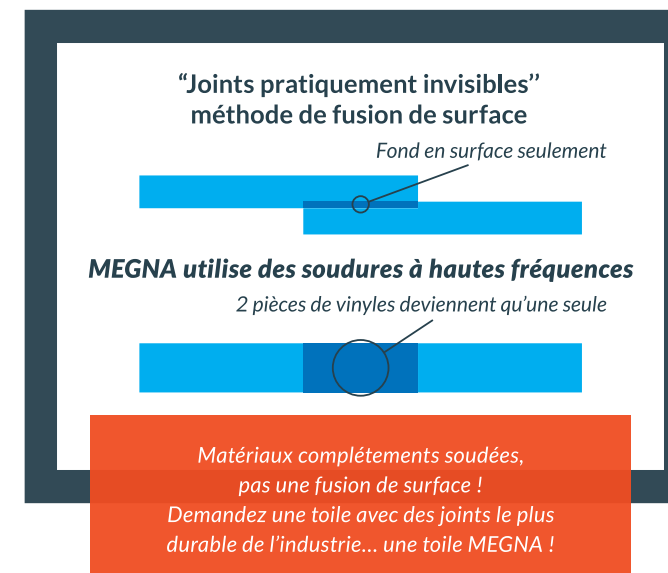 “Joints pratiquement invisibles’’
méthode de fusion de surface
Fond en surface seulement
MEGNA utilise des soudures à hautes fréquences
2 pièces de vinyles deviennent qu’une seule
Matériaux complétements soudées,
pas une fusion de surface !
Demandez une toile avec des joints le plus
durable de l’industrie... une toile MEGNA !